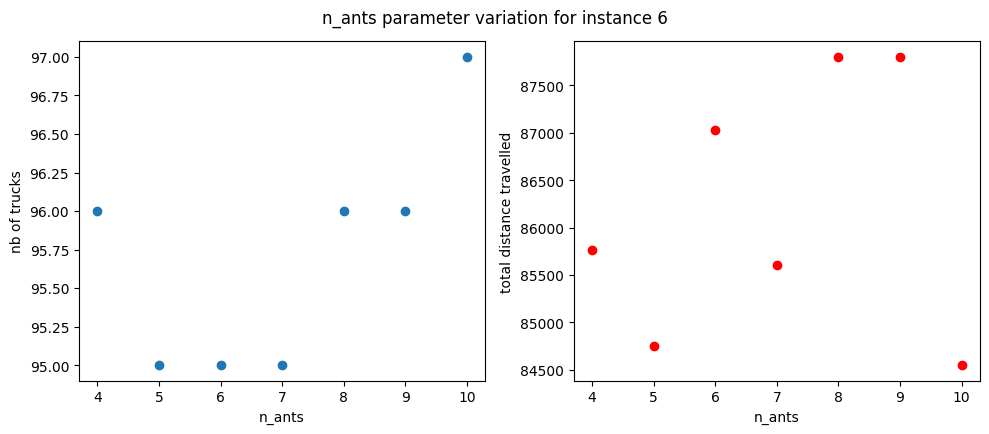 n_ants parameter variation for instance 6
97.00
96.75
96.50
96.25
96.00
95.75
95.50
95.25
95.00
nb of trucks
4 5 6 7 8 9 10
n_ants
87500
87000
86500
86000
85500
85000
84500
total distance travelled
4 5 6 7 8 9 10
n_ants